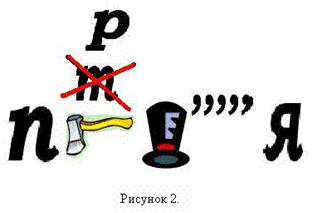 р
т
п ,,,,, Я
Рисунок 2.